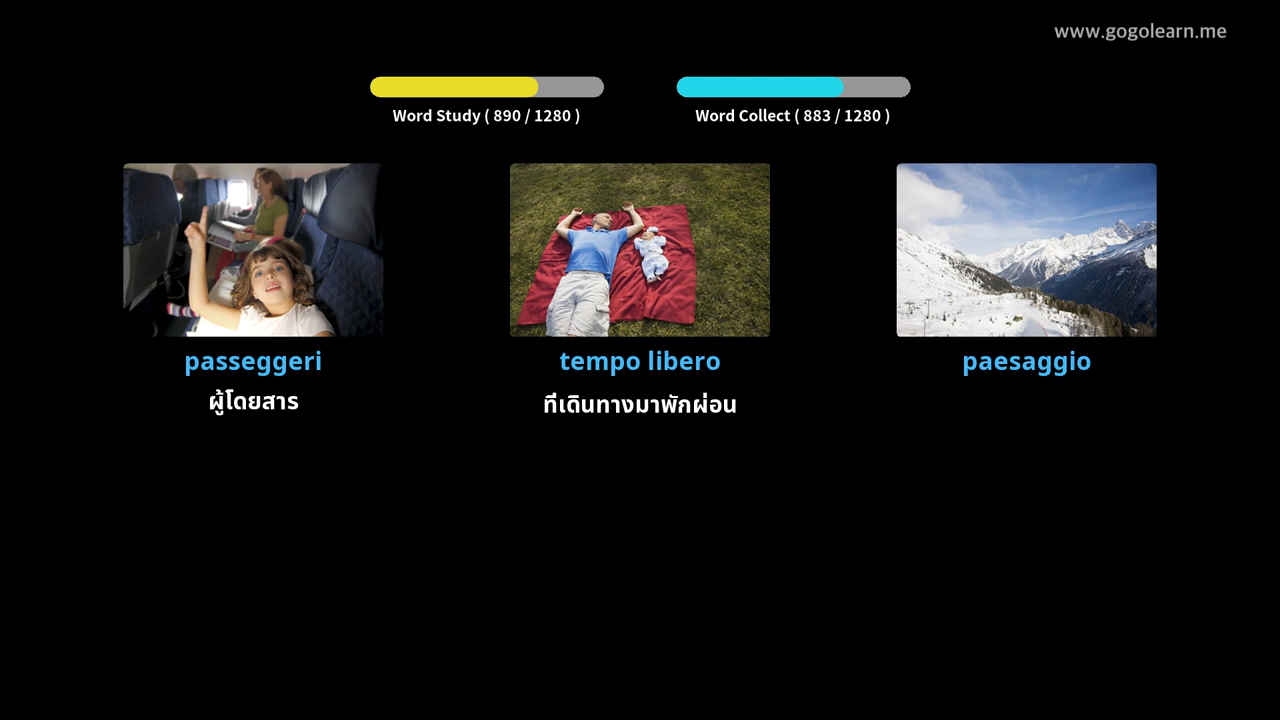 www.gogolearn.me
Word Study ( 890 / 1280 )
Word Collect ( 883 / 1280 )
passeggeri
tempo libero
paesaggio
ผู้โดยสาร
ที่เดินทางมาพักผ่อน